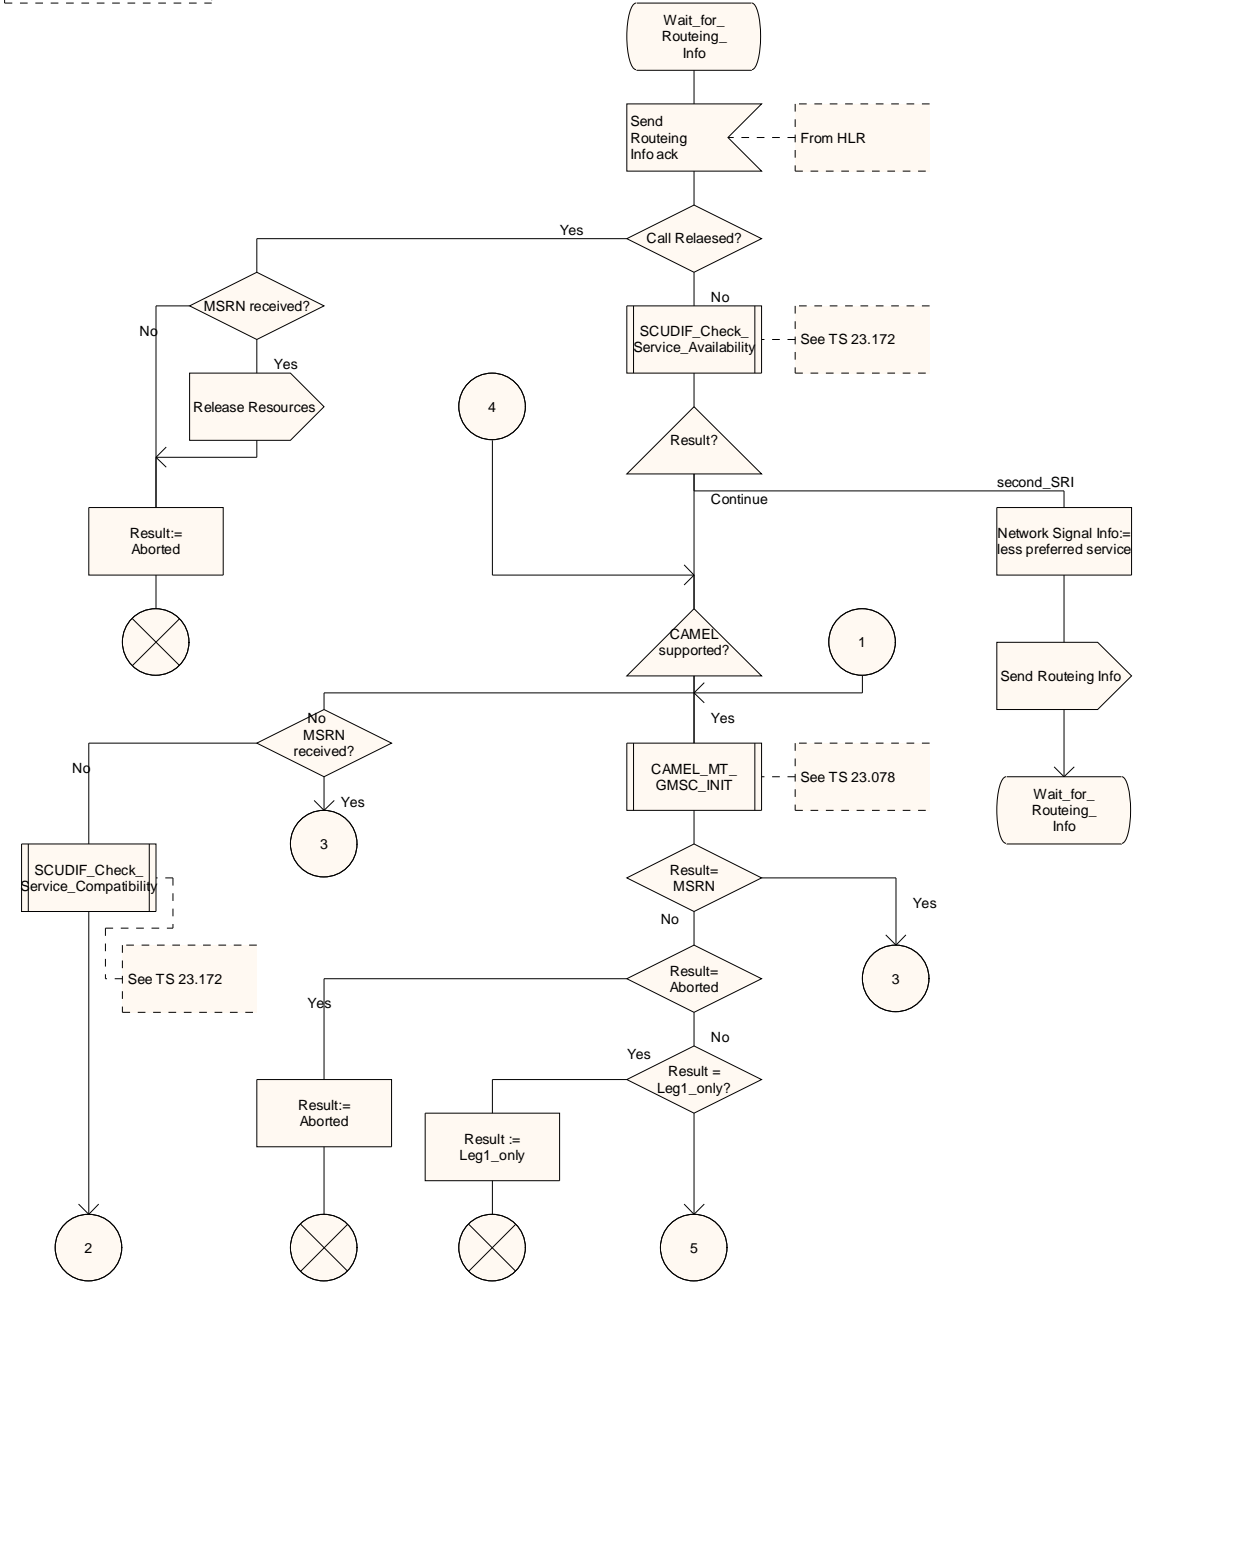 Wait_for_
Routeing_
Info
Send
Routeing
Info ack
From HLR
Yes
Call Relaesed?
No
MSRN received?
No
Yes
SCUDIF_Check_
Service_Availability
See TS 23.172
Release Resources
4
Result?
second_SRI
Continue
Result:=
Aborted
Network Signal Info:=
less preferred service
CAMEL
supported?
1
Send Routeing Info
No
MSRN
received?
Yes
No
Yes
3
CAMEL_MT_
GMSC_INIT
See TS 23.078
Wait_for_
Routeing_
Info
SCUDIF_Check_
Service_Compatibility
Result=
MSRN
Yes
No
See TS 23.172
Result=
Aborted
3
Yes
No
Yes
Result =
Leg1_only?
Result:=
Aborted
Result :=
Leg1_only
2
5